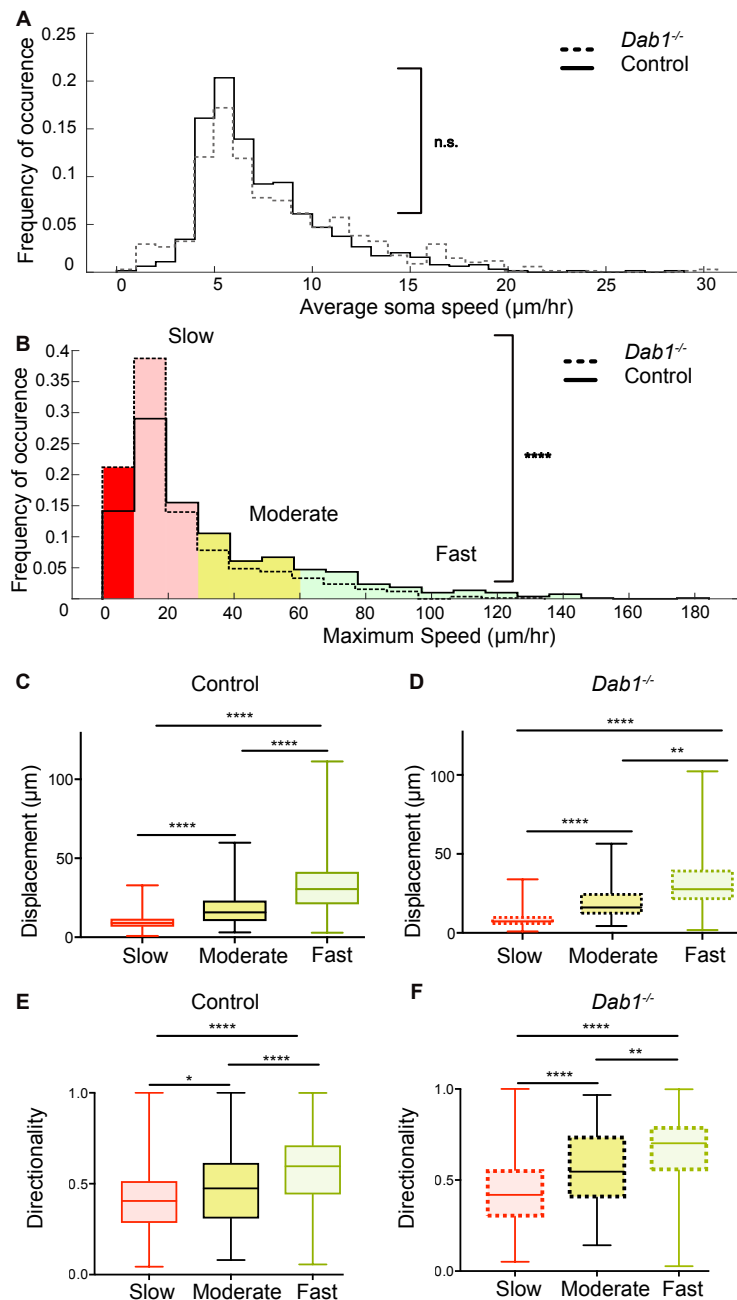 A
Dab1-/-
Control
n.s.
Frequency of occurence
0.25
0.2
0.15
0.1
0.05
0
0 5 10 15 20 25 30
Average soma speed (µm/hr)
B
Slow
Dab1-/-
Control
****
Moderate
Fast
Frequency of occurence
0.4
0.35
0.3
0.25
0.2
0.15
0.1
0.05
0
0 20 40 60 80 100 120 140 160 180
Maximum Speed (µm/hr)
C
Control
****
****
****
Displacement (µm)
100
50
0
Slow Moderate Fast
D
Dab1-/-
****
**
****
Displacement (µm)
100
50
0
Slow Moderate Fast
E
Control
****
****
*
Directionality
1.0
0.5
0.0
Slow Moderate Fast
F
Dab1-/-
****
**
****
Directionality
1.0
0.5
0.0
Slow Moderate Fast